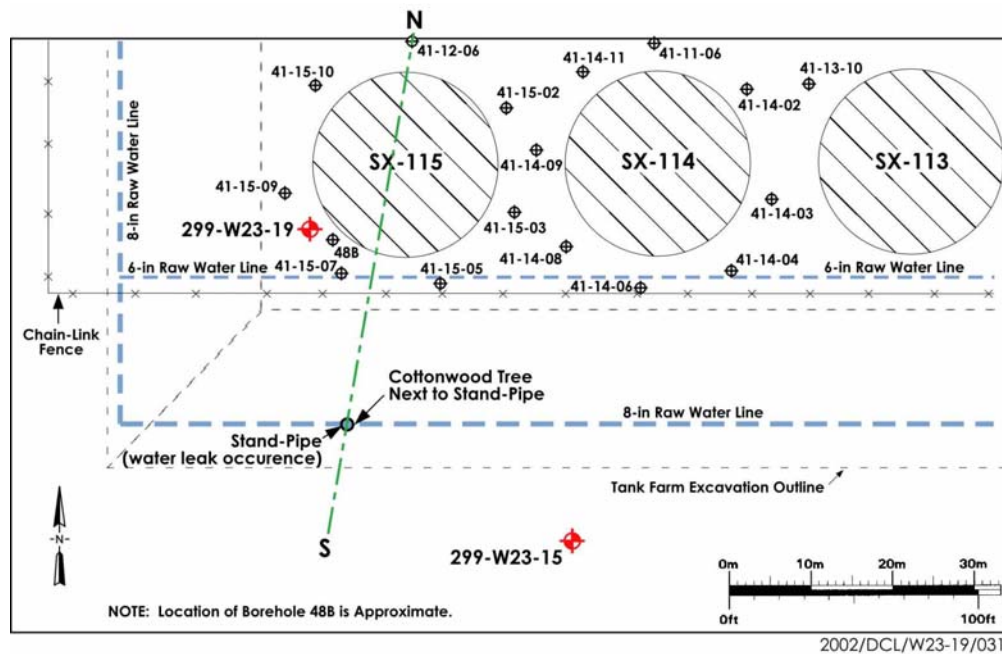 N
41-12-06
41-11-06
41-14-11
41-15-10
41-13-10
41-15-02
41-14-02
41-14-09
SX-115
SX-114
SX-113
8-in Raw Water Line
41-15-09
41-14-03
41-15-03
299-W23-19
48B
41-14-08
6-in Raw Water Line
41-15-07
41-15-05
41-14-04
6-in Raw Water Line
41-14-06
Chain-Link
Fence
Cottonwood Tree
Next to Stand-Pipe
8-in Raw Water Line
Stand-Pipe
(water leak occurence)
Tank Farm Excavation Outline
-N-
S
299-W23-15
0m 10m 20m 30m
0ft 100ft
NOTE: Location of Borehole 48B is Approximate.
2002/DCL/W23-19/031